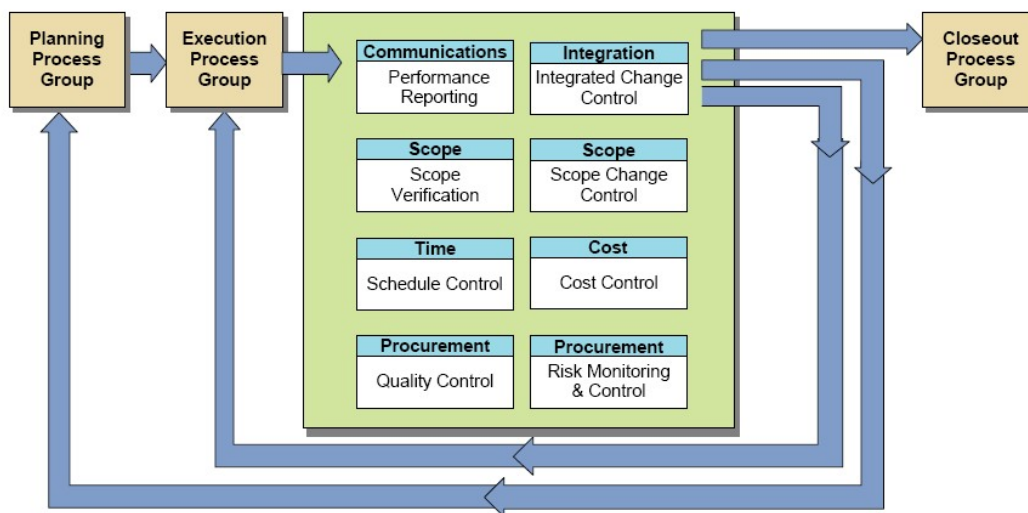 Planning
Process
Group
Execution
Process
Group
Communications
Performance
Reporting
Integration
Integrated Change
Control
Closeout
Process
Group
Scope
Scope
Verification
Scope
Scope Change
Control
Time
Schedule Control
Cost
Cost Control
Procurement
Quality Control
Procurement
Risk Monitoring
& Control